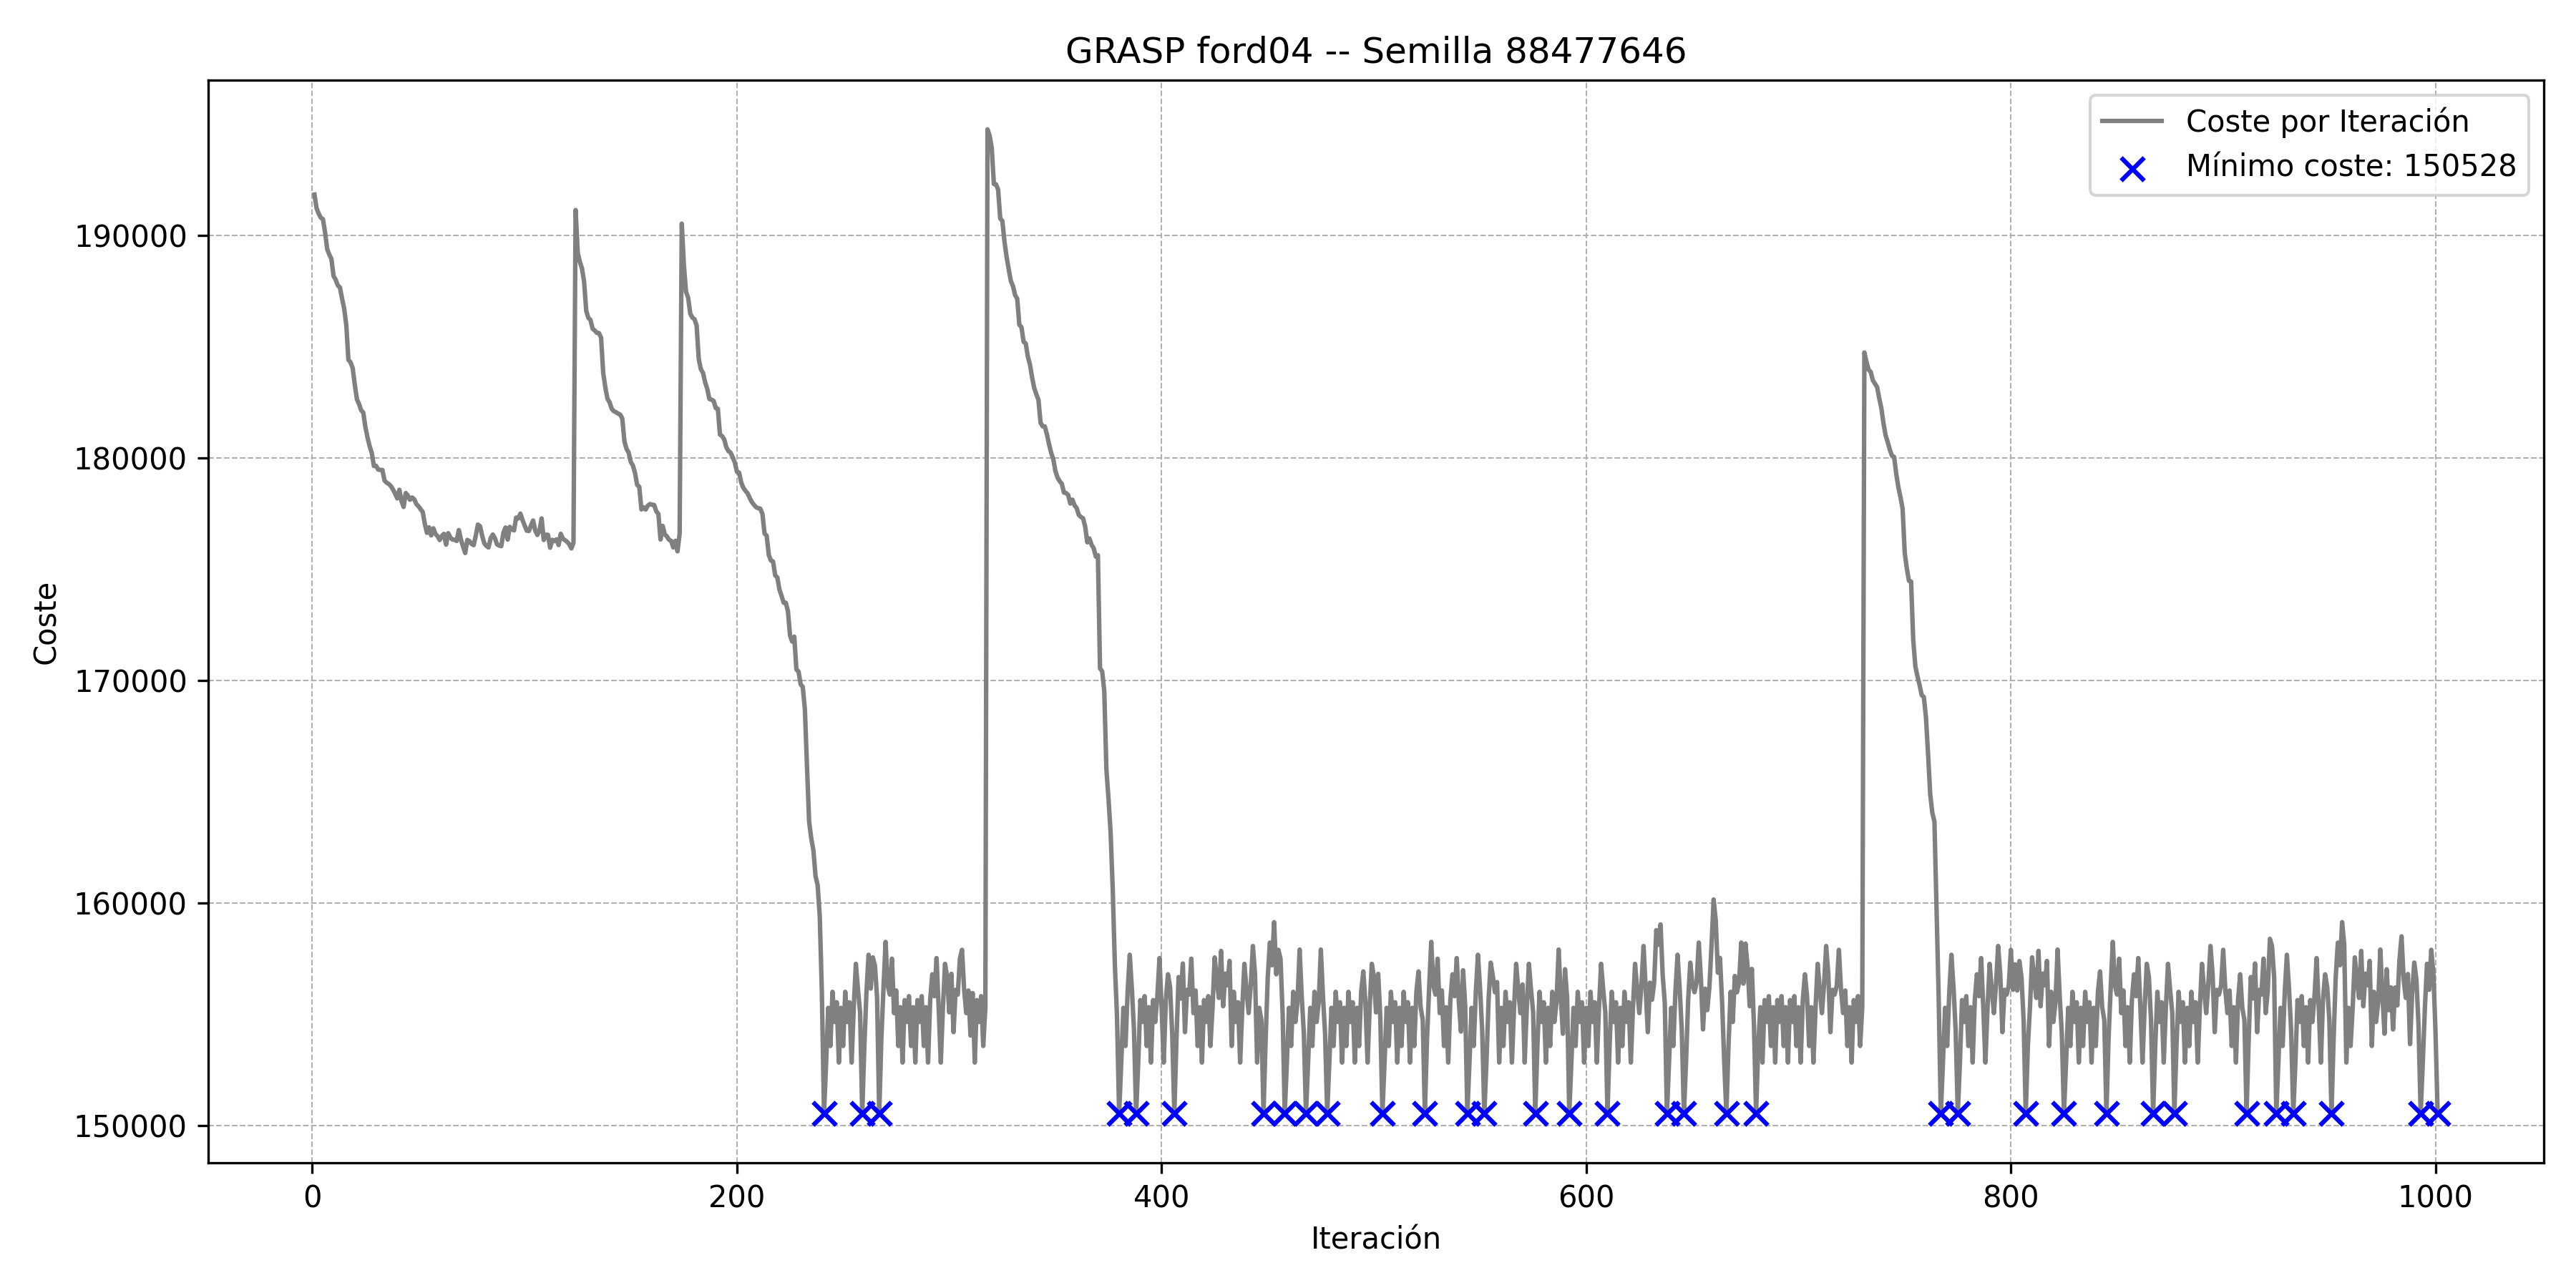 GRASP ford04 -- Semilla 88477646
Coste por Iteración
Mínimo coste: 150528
190000
180000
170000
160000
150000
Coste
0 200 400 600 800 1000
Iteración